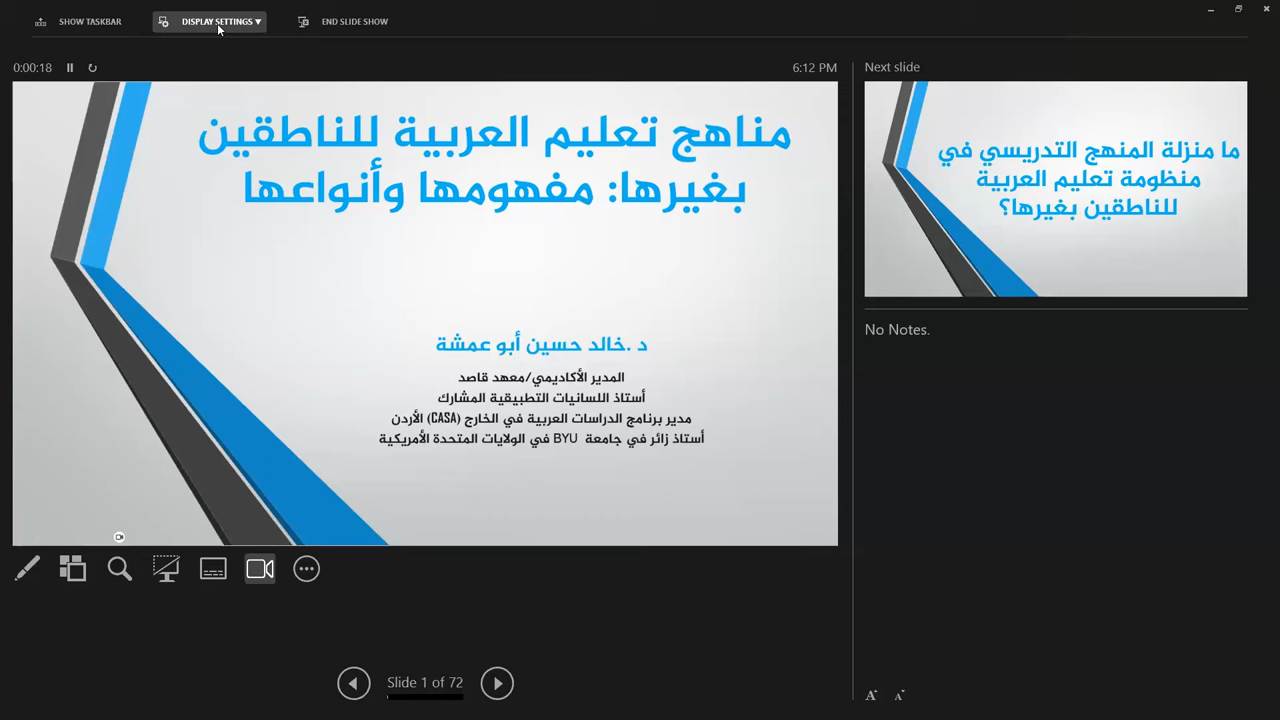 SHOW TASKBAR
DISPLAY SETTINGS ▼
END SLIDE SHOW
0:00:18
6:12 PM
مناهج تعليم العربية للناطقين
بغيرها: مفهومها وأنواعها
د .خالد حسين أبو عمشة
المدير الأكاديمي/معهد قاصد
أستاذ اللسانيات التطبيقية المشارك
مدير برنامج الدراسات العربية في الخارج (CASA) الأردن
أستاذ زائر في جامعة BYU في الولايات المتحدة الأمريكية
Slide 1 of 72
Next slide
ما منزلة المنهج التدريسي في
منظومة تعليم العربية
للناطقين بغيرها؟
No Notes.
A
A